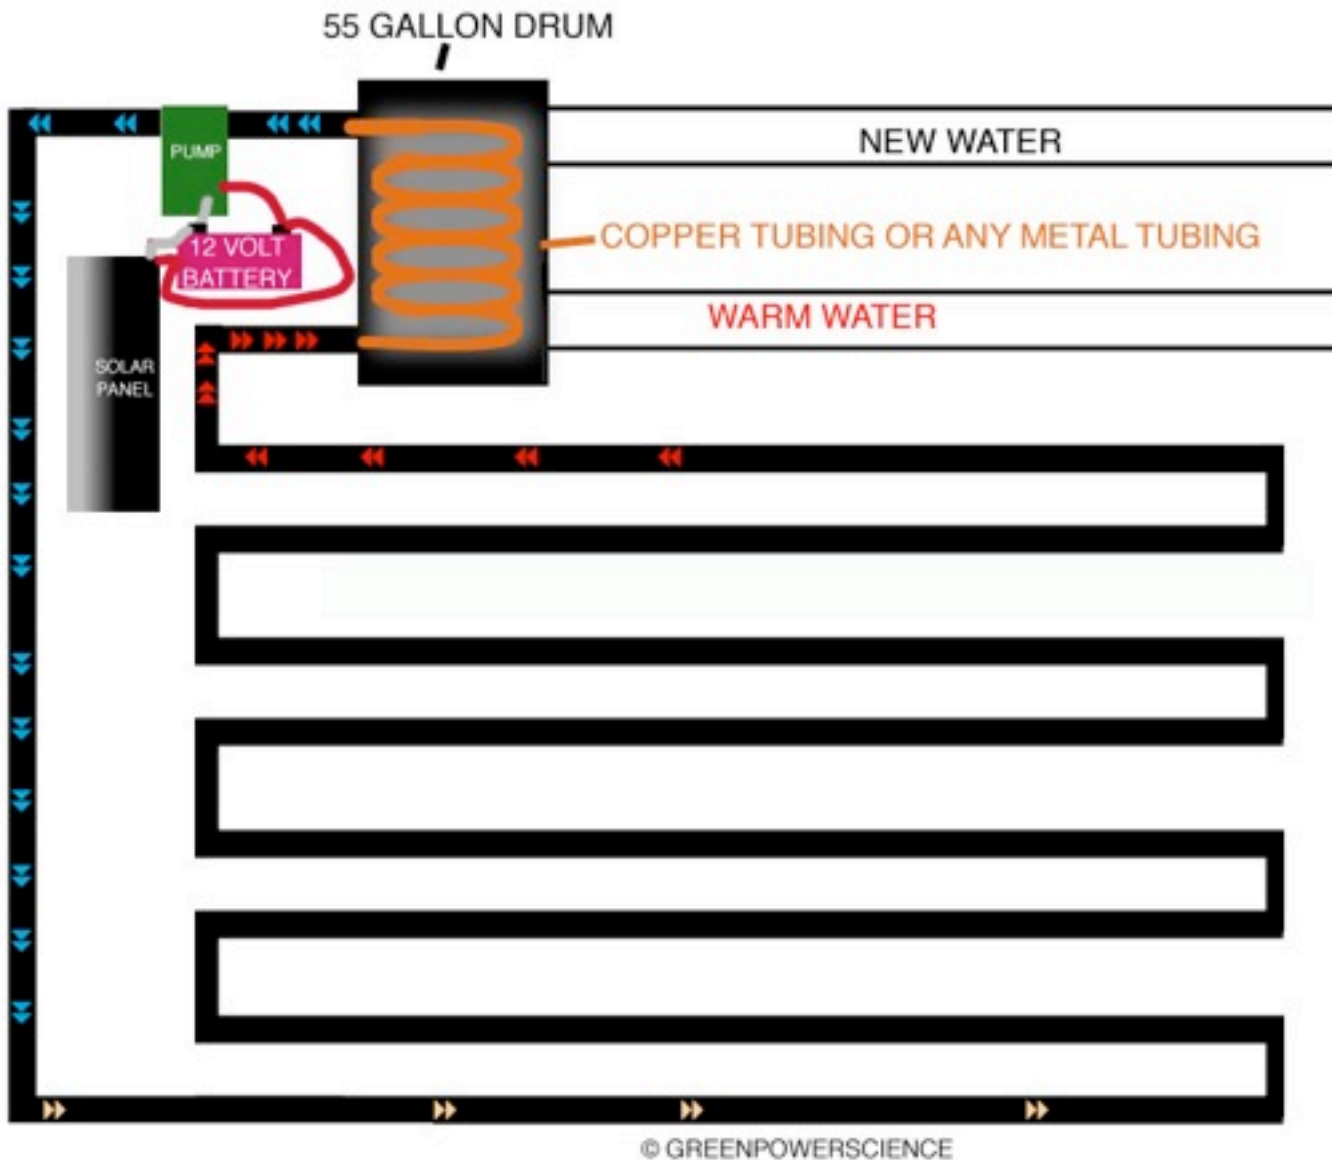 55 GALLON DRUM
NEW WATER
PUMP
COPPER TUBING OR ANY METAL TUBING
12 VOLT
BATTERY
WARM WATER
SOLAR
PANEL
© GREENPOWERSCIENCE